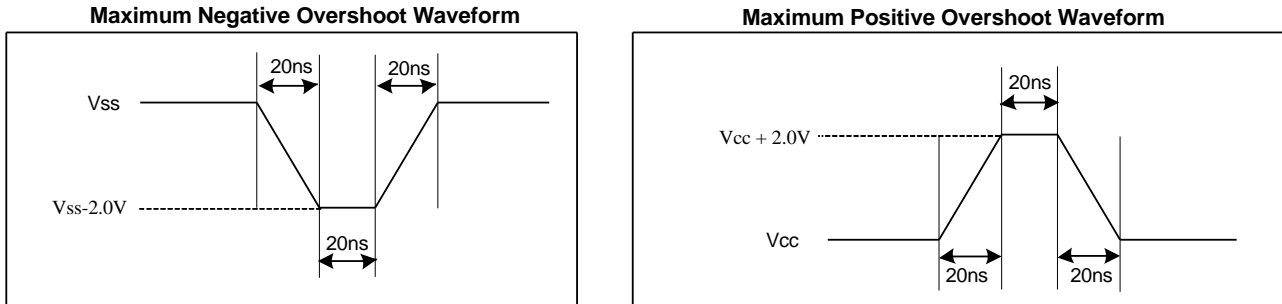 Maximum Negative Overshoot Waveform
20ns
20ns
Vss
Vss-2.0V
20ns
Maximum Positive Overshoot Waveform
20ns
Vcc + 2.0V
Vcc
20ns
20ns